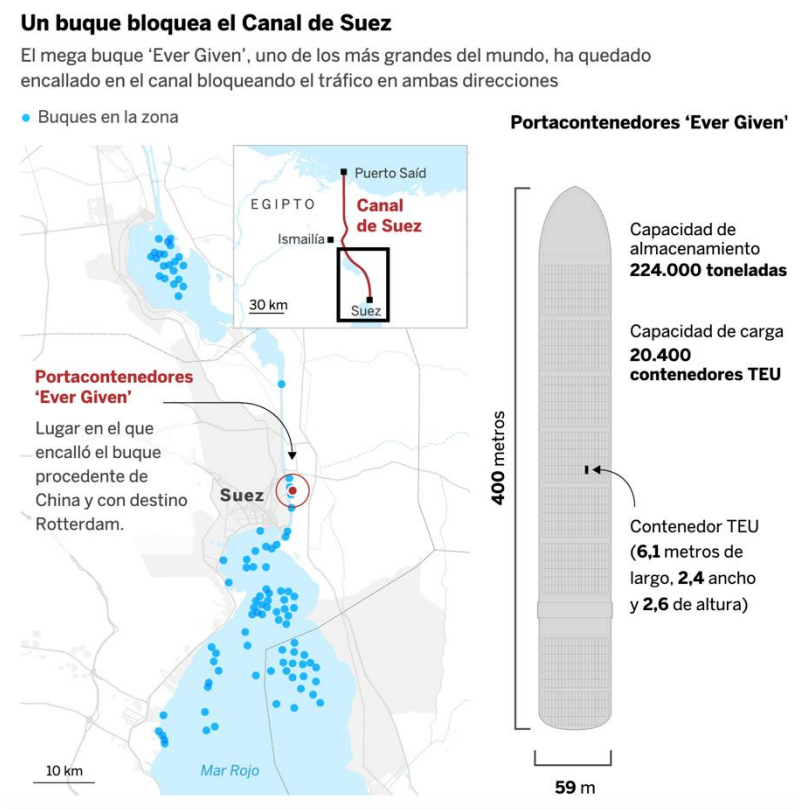 Un buque bloquea el Canal de Suez
El mega buque ‘Ever Given’, uno de los más grandes del mundo, ha quedado
encallado en el canal bloqueando el tráfico en ambas direcciones
Buques en la zona
Puerto Saíd
EGIPTO
Canal
de Suez
Ismailía
30 km
Suez
Portacontenedores
‘Ever Given’
Lugar en el que
encalló el buque
procedente de
China y con destino
Rotterdam.
Suez
Mar Rojo
10 km
Portacontenedores ‘Ever Given’
Capacidad de
almacenamiento
224.000 toneladas
Capacidad de carga
20.400
contenedores TEU
400 metros
Contenedor TEU
(6,1 metros de
largo, 2,4 ancho
y 2,6 de altura)
59 m